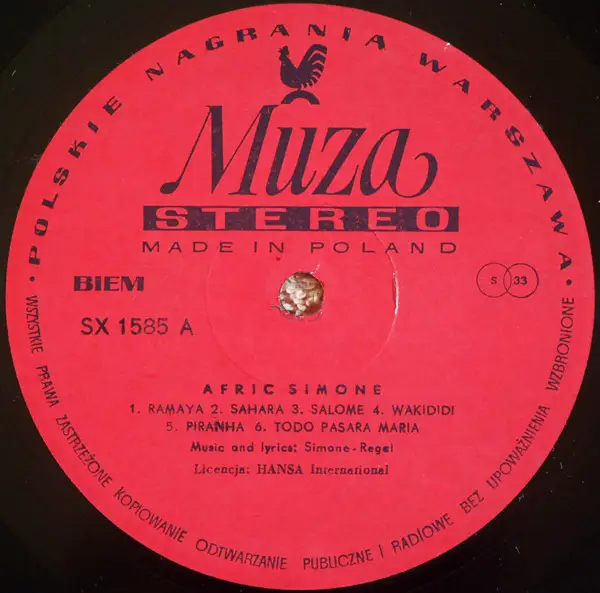 • POLSKIE NAGRANIA WARSZAWA •
Muza
STEREO
MADE IN POLAND
BIEM
S 33
SX 1585 A
AFRIC SIMONE
1. RAMAYA 2. SAHARA 3. SALOME 4. WAKIDIDI
5. PIRANHA 6. TODO PASARA MARIA
Music and lyrics: Simone-Regel
Licencja: HANSA International
WSZYSTKIE PRAWA ZASTRZEŻONE KOPIOWANIE ODTWARZANIE PUBLICZNE I RADIOWE BEZ UPOWAŻNIENIA WZBRONIONE